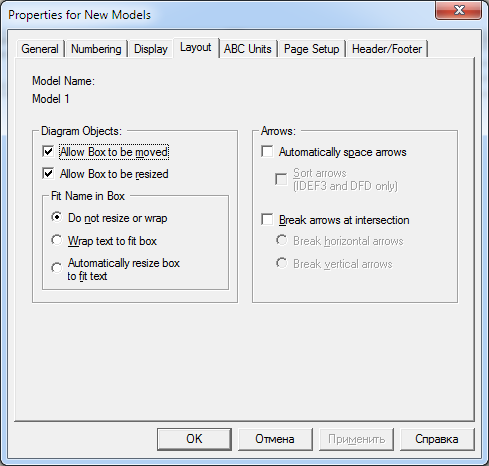 Properties for New Models
General Numbering Display Layout ABC Units Page Setup Header/Footer
Model Name:
Model 1
Diagram Objects:
Allow Box to be moved
Allow Box to be resized
Fit Name in Box
Do not resize or wrap
Wrap text to fit box
Automatically resize box
to fit text
Arrows:
Automatically space arrows
Sort arrows
(IDEF3 and DFD only)
Break arrows at intersection
Break horizontal arrows
Break vertical arrows
OK Отмена Применить Справка